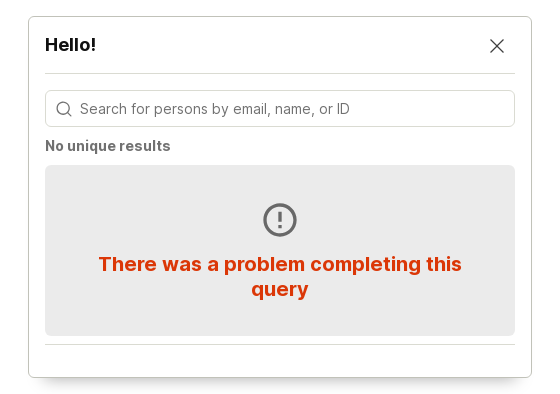 Hello!
Search for persons by email, name, or ID
No unique results
There was a problem completing this
query